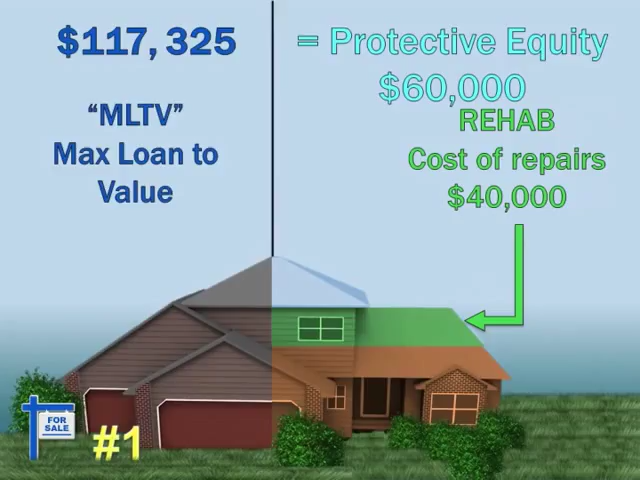 $117, 325
“MLTV”
Max Loan to
Value
= Protective Equity
$60,000
REHAB
Cost of repairs
$40,000
FOR
SALE
#1